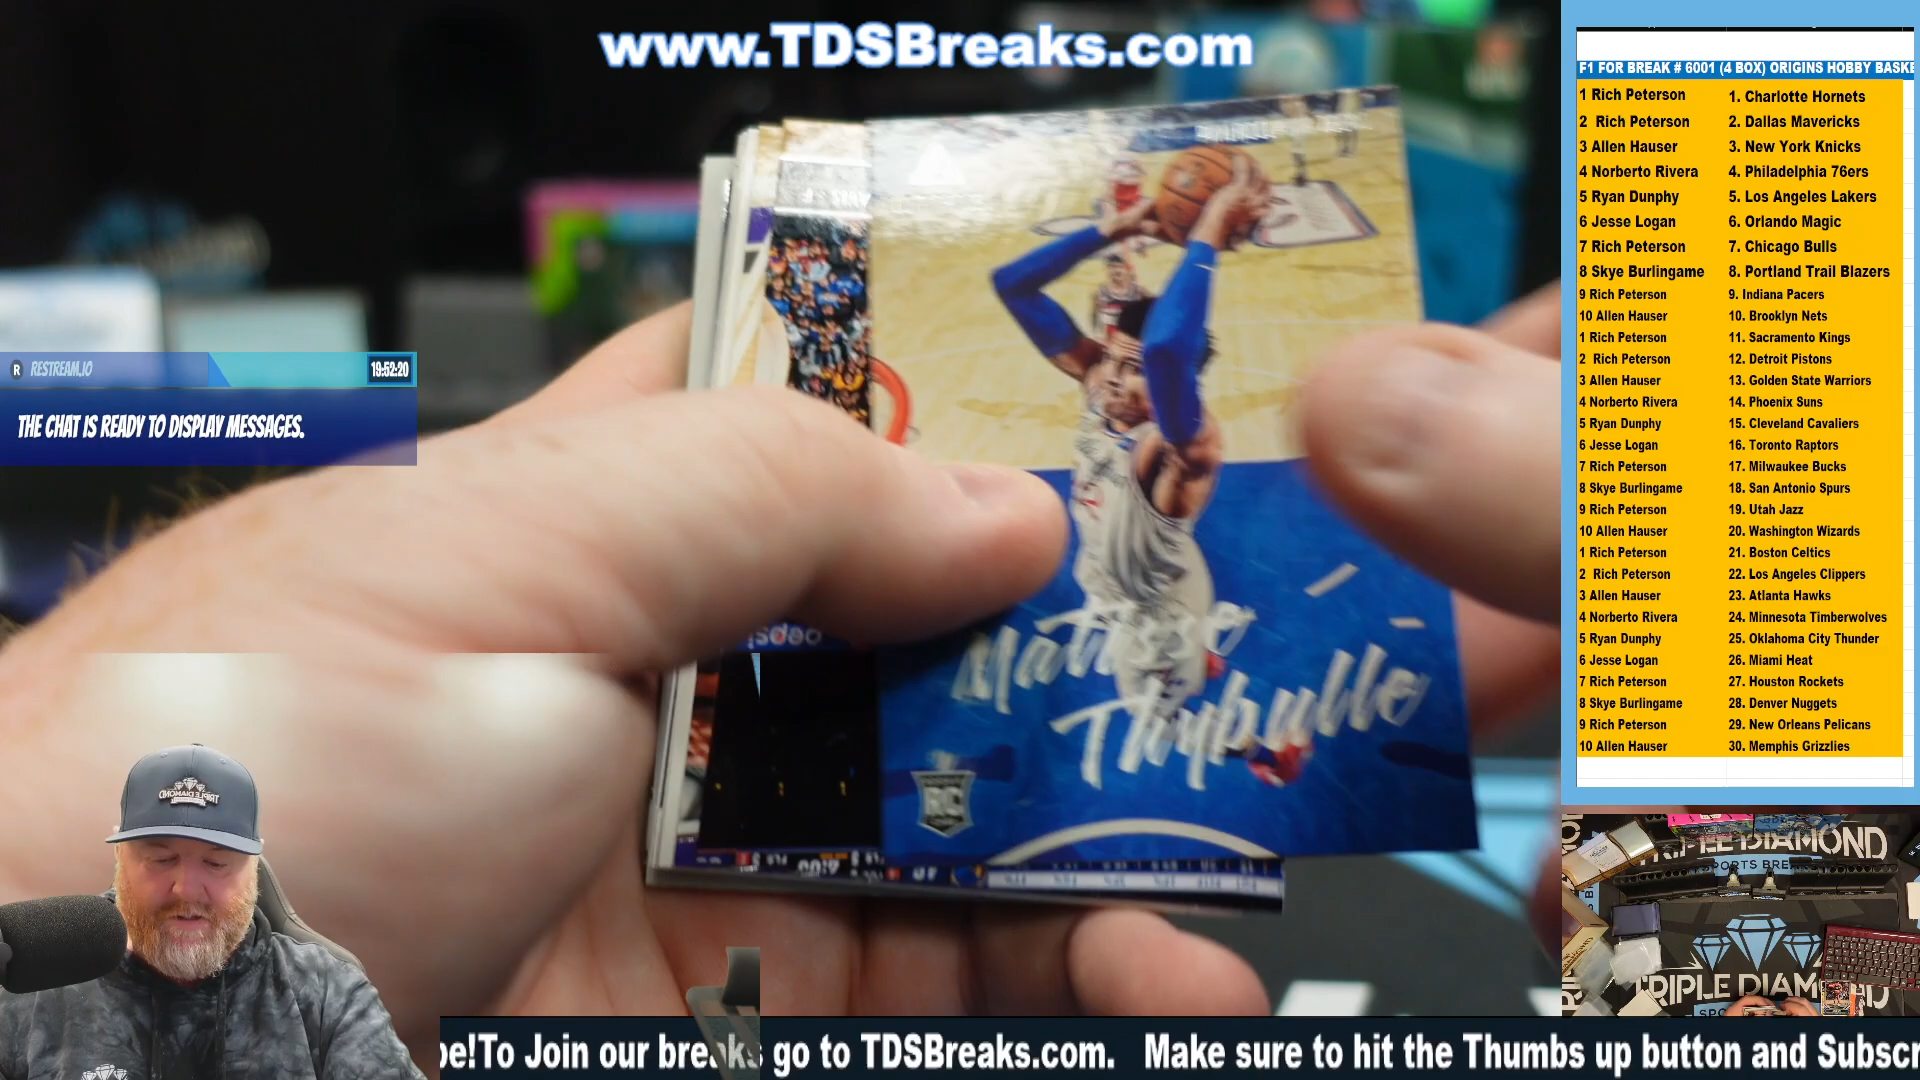 www.TDSBreaks.com
RESTREAM.IO
19:52:20
THE CHAT IS READY TO DISPLAY MESSAGES.
Matisse
Thybulle
RC
F1 FOR BREAK # 6001 (4 BOX) ORIGINS HOBBY BASKE
1 Rich Peterson 1. Charlotte Hornets
2 Rich Peterson 2. Dallas Mavericks
3 Allen Hauser 3. New York Knicks
4 Norberto Rivera 4. Philadelphia 76ers
5 Ryan Dunphy 5. Los Angeles Lakers
6 Jesse Logan 6. Orlando Magic
7 Rich Peterson 7. Chicago Bulls
8 Skye Burlingame 8. Portland Trail Blazers
9 Rich Peterson 9. Indiana Pacers
10 Allen Hauser 10. Brooklyn Nets
1 Rich Peterson 11. Sacramento Kings
2 Rich Peterson 12. Detroit Pistons
3 Allen Hauser 13. Golden State Warriors
4 Norberto Rivera 14. Phoenix Suns
5 Ryan Dunphy 15. Cleveland Cavaliers
6 Jesse Logan 16. Toronto Raptors
7 Rich Peterson 17. Milwaukee Bucks
8 Skye Burlingame 18. San Antonio Spurs
9 Rich Peterson 19. Utah Jazz
10 Allen Hauser 20. Washington Wizards
1 Rich Peterson 21. Boston Celtics
2 Rich Peterson 22. Los Angeles Clippers
3 Allen Hauser 23. Atlanta Hawks
4 Norberto Rivera 24. Minnesota Timberwolves
5 Ryan Dunphy 25. Oklahoma City Thunder
6 Jesse Logan 26. Miami Heat
7 Rich Peterson 27. Houston Rockets
8 Skye Burlingame 28. Denver Nuggets
9 Rich Peterson 29. New Orleans Pelicans
10 Allen Hauser 30. Memphis Grizzlies
TRIPLE DIAMOND
SPORTS BRE
TRIPLE DIAM ND
be!To Join our breaks go to TDSBreaks.com. Make sure to hit the Thumbs up button and Subscr